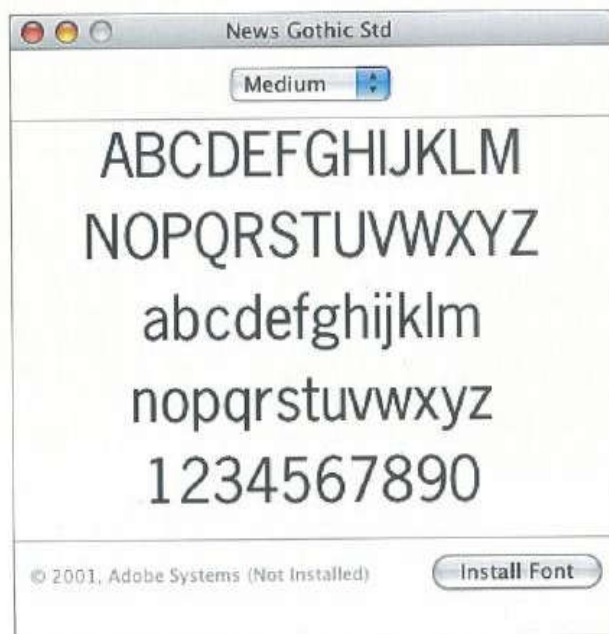 News Gothic Std
Medium
ABCDEFGHIJKLM
NOPQRSTUVWXYZ
abcdefghijklm
nopqrstuvwxyz
1234567890
© 2001, Adobe Systems (Not Installed) Install Font